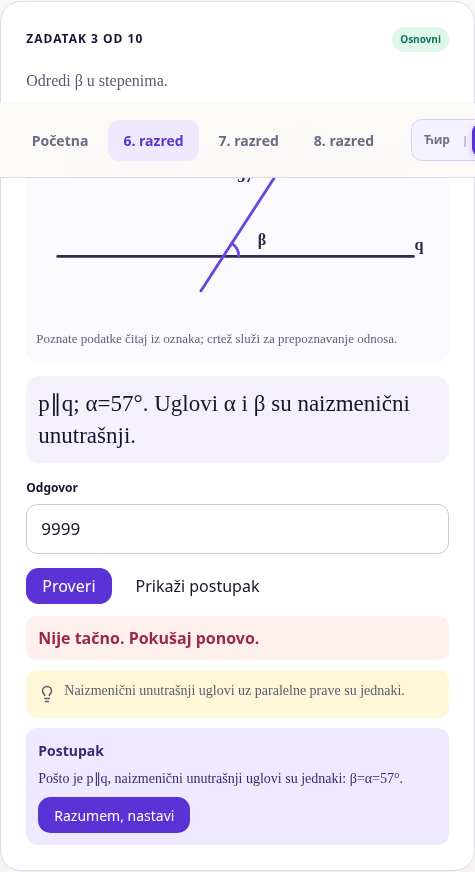 ZADATAK 3 OD 10
Osnovni
Odredi β u stepenima.
Početna
6. razred
7. razred
8. razred
Ћир |
β
q
Poznate podatke čitaj iz oznaka; crtež služi za prepoznavanje odnosa.
p∥q; α=57°. Uglovi α i β su naizmenični
unutrašnji.
Odgovor
9999
Proveri
Prikaži postupak
Nije tačno. Pokušaj ponovo.
Naizmenični unutrašnji uglovi uz paralelne prave su jednaki.
Postupak
Pošto je p∥q, naizmenični unutrašnji uglovi su jednaki: β=α=57°.
Razumem, nastavi